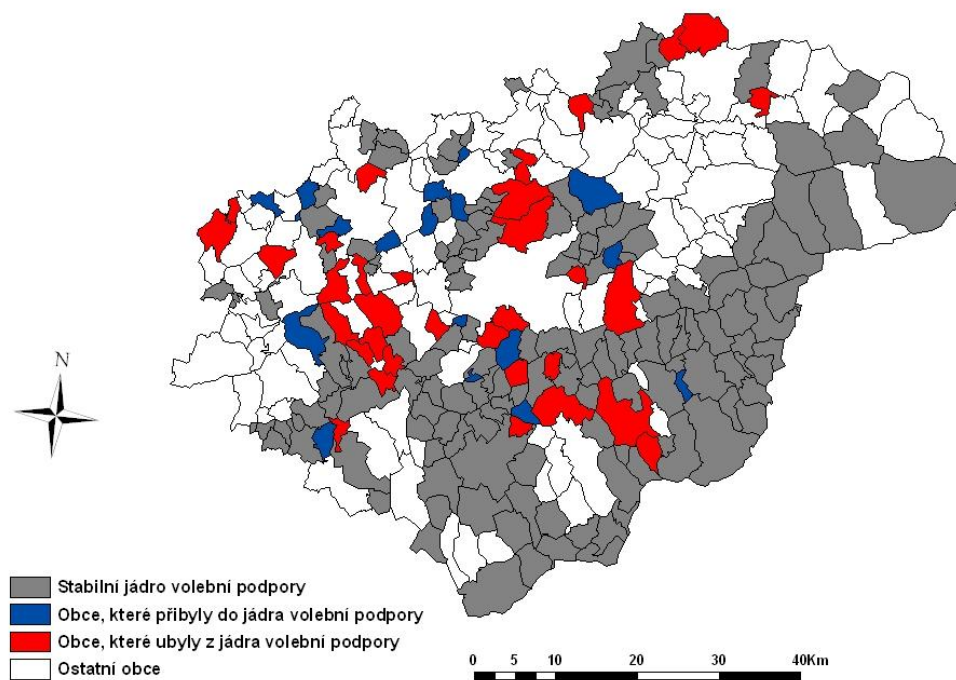 N
Stabilní jádro volební podpory
Obce, které přibyly do jádra volební podpory
Obce, které ubyly z jádra volební podpory
Ostatní obce
0 5 10 20 30 40Km